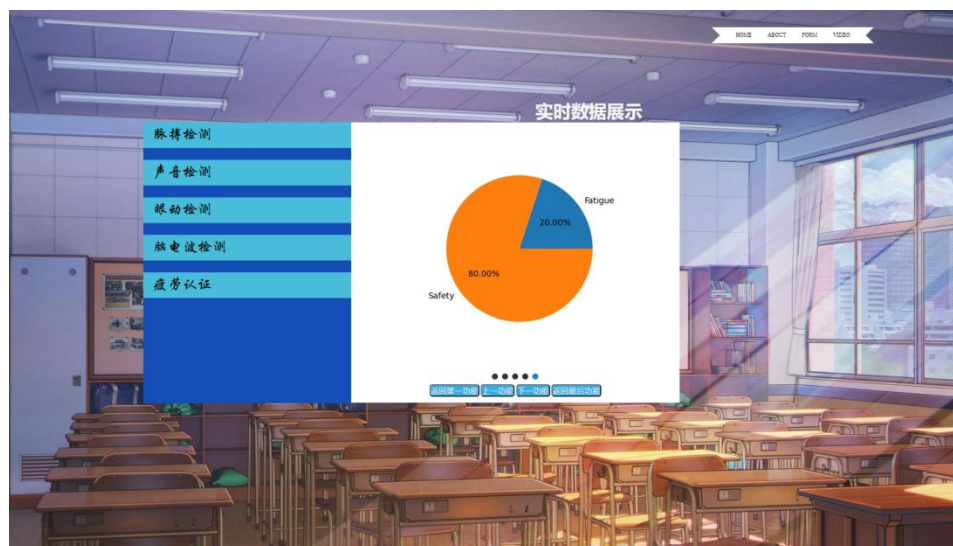 HOME ABOUT FORM VIDEO
实时数据展示
脉搏检测
声音检测
眼动检测
脑电波检测
疲劳认证
Fatigue
20.00%
80.00%
Safety
返回第一功能 上一功能 下一功能 返回最后功能